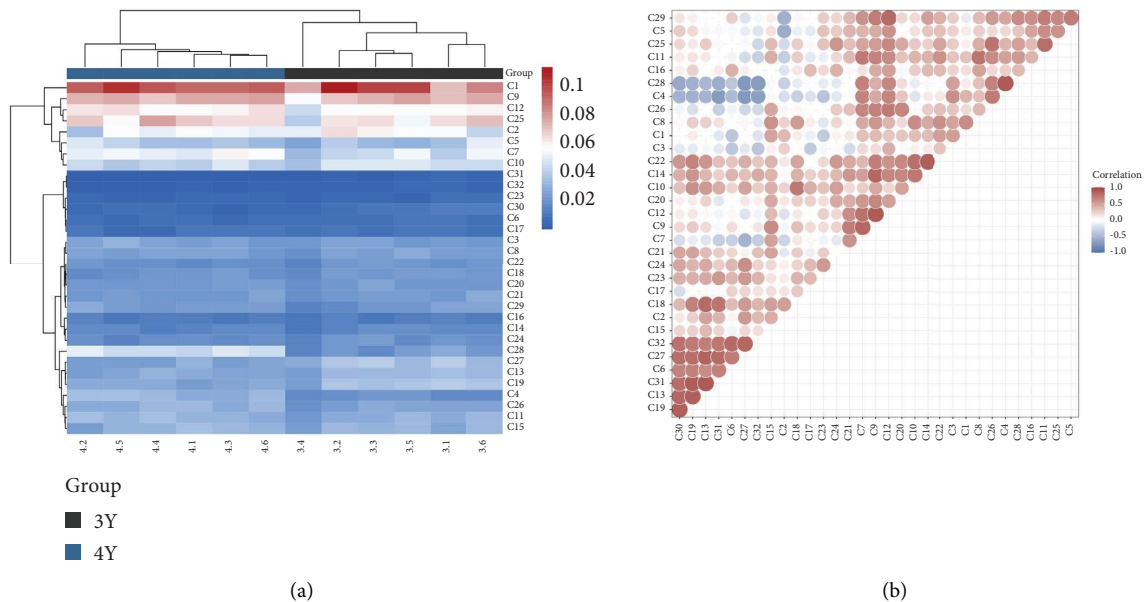 Group
C1
C9
C12
C25
C2
C5
C7
C10
C31
C32
C23
C30
C6
C17
C3
C8
C22
C18
C20
C21
C29
C16
C14
C24
C28
C27
C13
C19
C4
C26
C11
C15
0.1
0.08
0.06
0.04
0.02
4.2 4.5 4.4 4.1 4.3 4.6 3.4 3.2 3.3 3.5 3.1 3.6
Group
3Y
4Y
(a)
C29
C5
C25
C11
C16
C28
C4
C26
C8
C1
C3
C22
C14
C10
C20
C12
C9
C7
C21
C24
C23
C17
C18
C2
C15
C32
C27
C6
C31
C13
C19
C30 C19 C13 C31 C6 C27 C32 C15 C2 C18 C17 C23 C24 C21 C7 C9 C12 C20 C10 C14 C22 C3 C1 C8 C26 C4 C28 C16 C11 C25 C5
Correlation
1.0
0.5
0.0
-0.5
-1.0
(b)